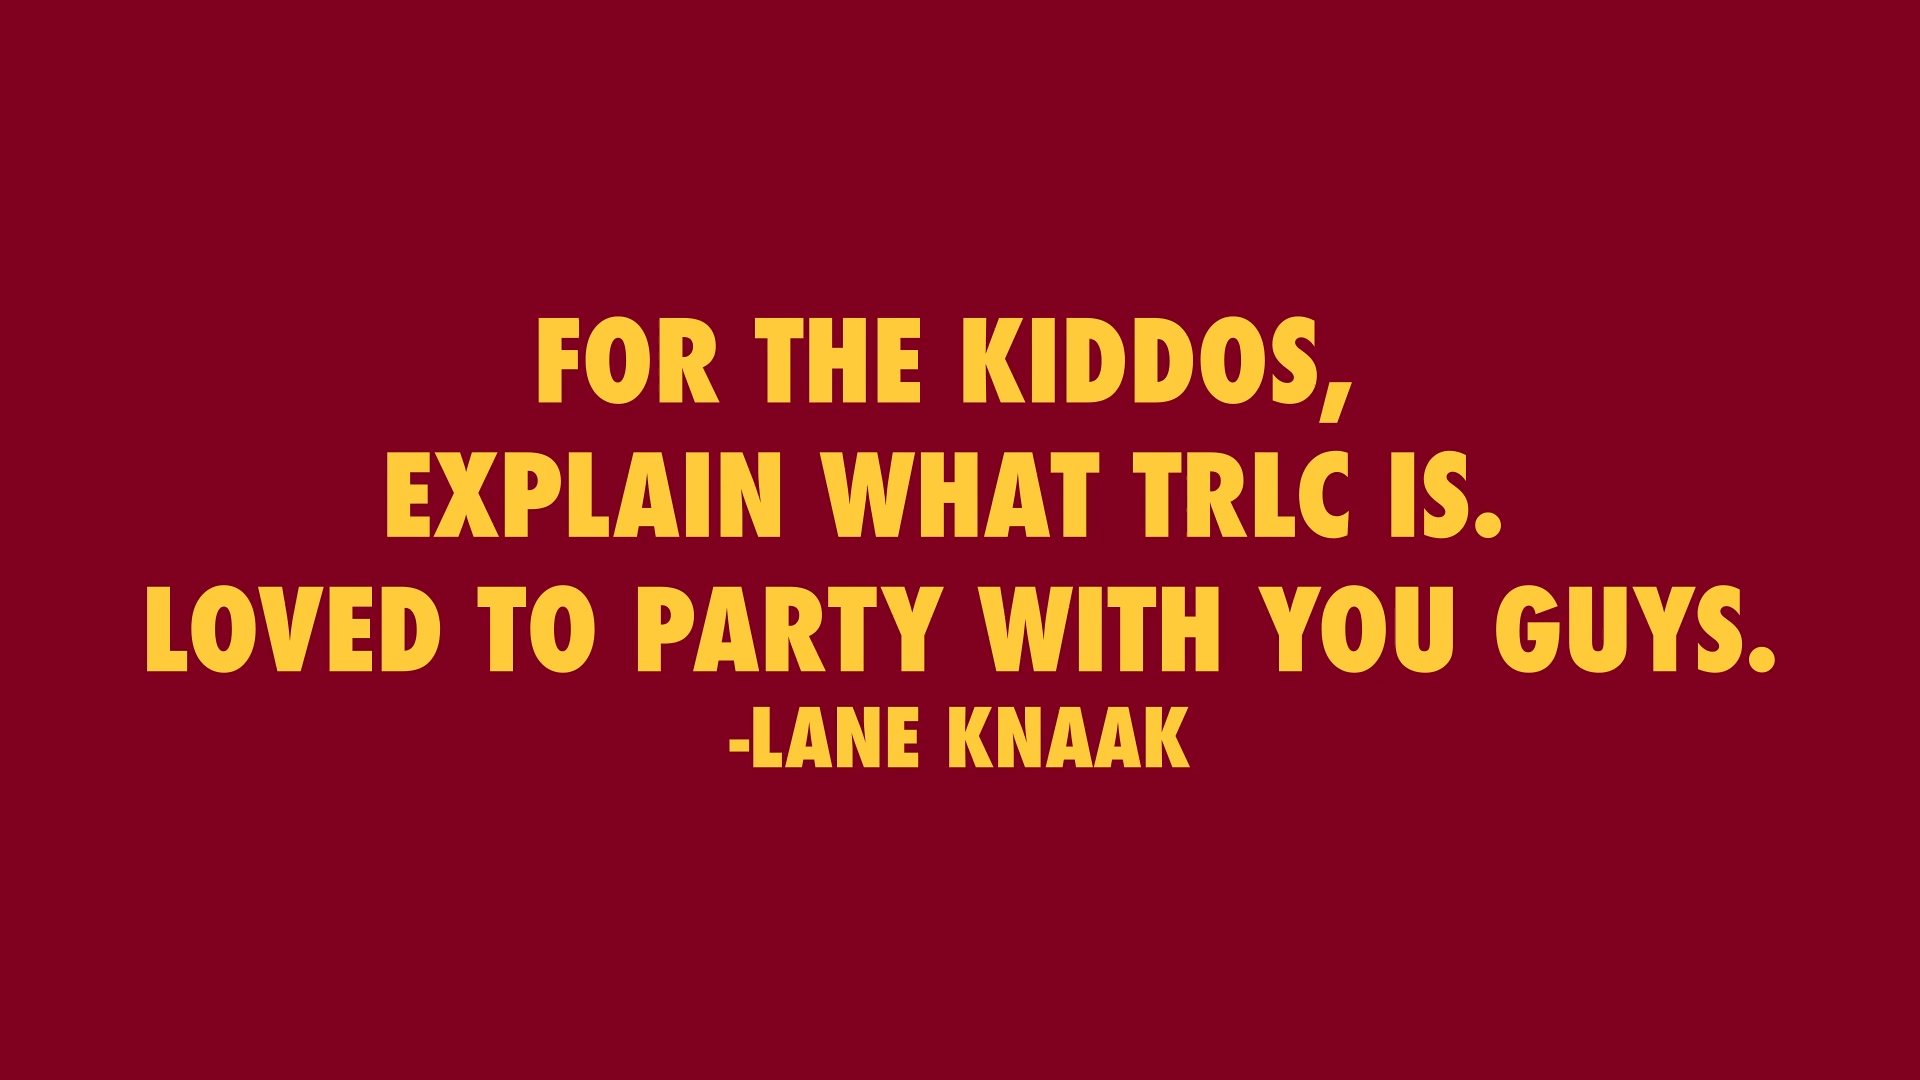 FOR THE KIDDOS,
EXPLAIN WHAT TRLC IS.
LOVED TO PARTY WITH YOU GUYS.
-LANE KNAAK